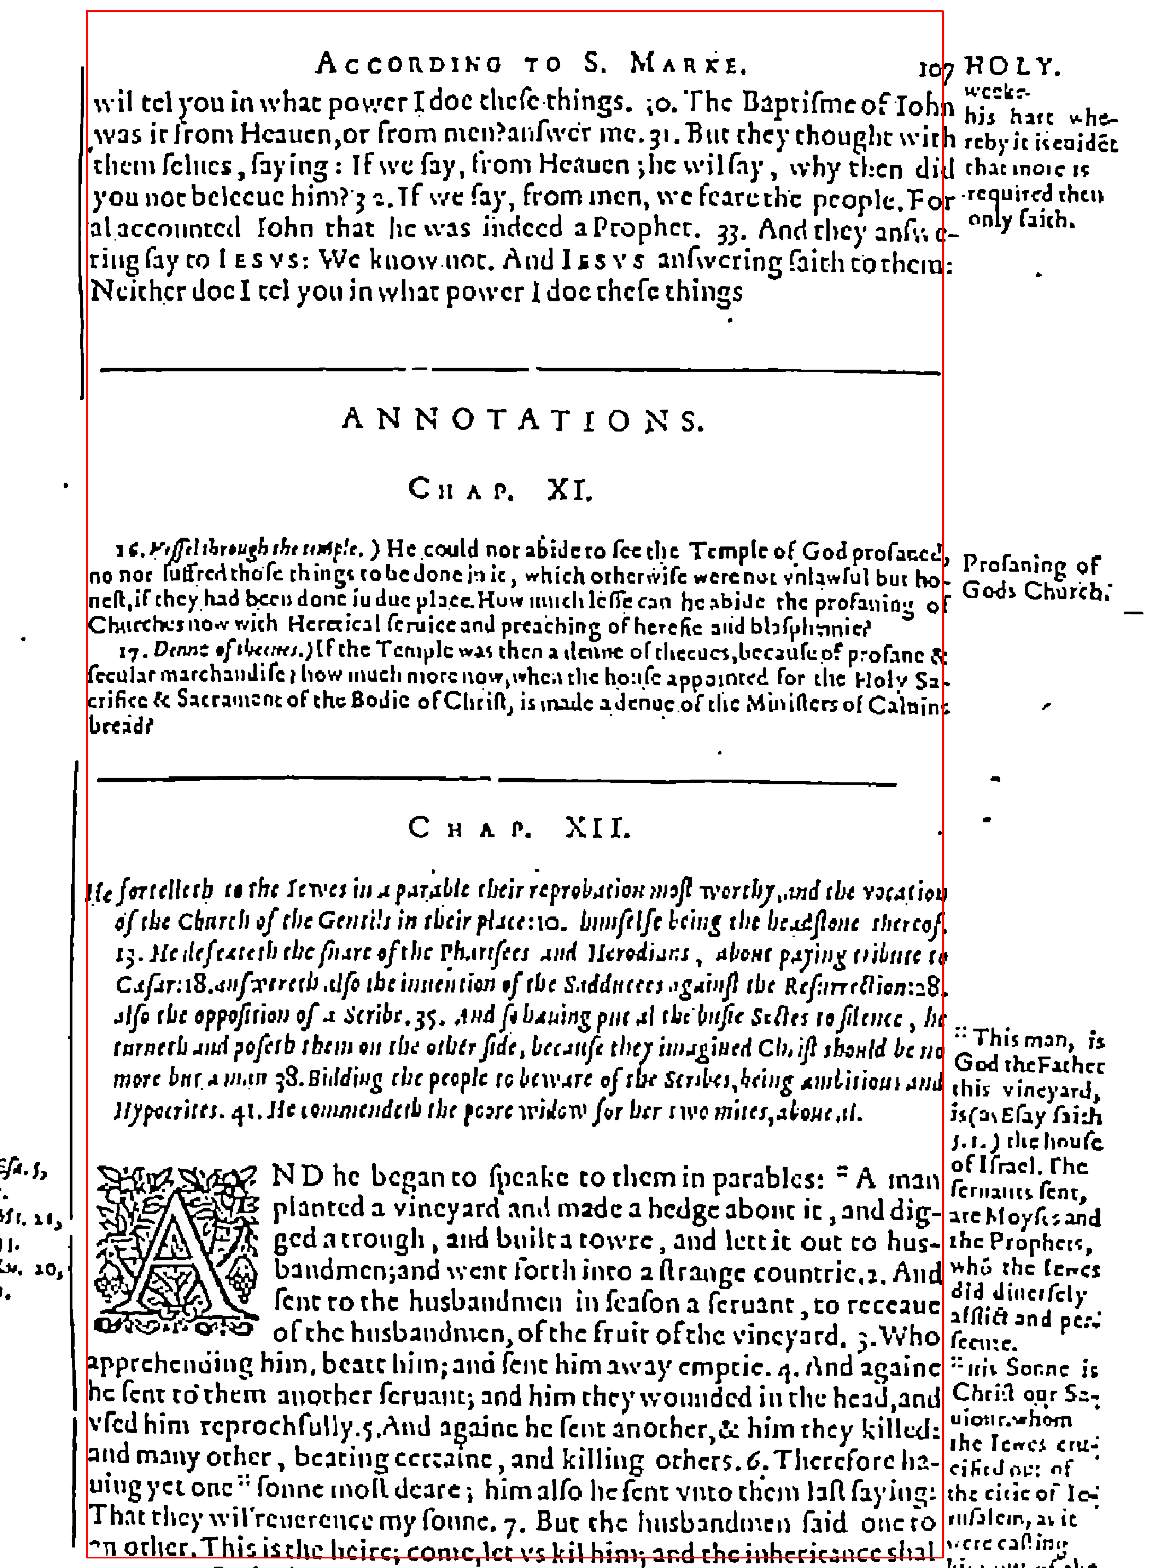 ACCORDING TO S. MARKE. 107 HOLY.
wil tel you in what power I doe theſe things. 30. The Baptiſme of Iohn
was it from Heauen, or from men? anſwer me. 31. But they thought with
them ſelues, ſaying: If we ſay, from Heauen; he wil ſay, why then did
you not beleeue him? 32. If we ſay, from men, we feare the people. For
al accounted Iohn that he was indeed a Prophet. 33. And they anſwe-
ring ſay to IESVS: We know not. And IESVS anſwering ſaith to them:
Neither doe I tel you in what power I doe theſe things
weeke
his hart whe-
reby it is euidēt
that more is
required then
only faith.
ANNOTATIONS.
CHAP. XI.
16. Veſſel through the temple.) He could not abide to ſee the Temple of God profaned,
no nor ſuffred thoſe things to be done in it, which otherwiſe were not vnlawful but ho-
neſt, if they had been done in due place. How much leſſe can he abide the profaning of
Churches now with Heretical ſeruice and preaching of hereſie and blaſphemie?
17. Denne of theeues.) If the Temple was then a denne of theeues, becauſe of profane &
ſecular marchandiſe; how much more now, when the houſe appointed for the Holy Sa-
crifice & Sacrament of the Bodie of Chriſt, is made a denne of the Miniſters of Caluins
bread?
Profaning of
Gods Church.
CHAP. XII.
He fortelleth to the Iewes in a parable their reprobation moſt worthy, and the vocation
of the Church of the Gentils in their place: 10. himſelfe being the headſtone thereof.
13. He defeateth the ſnare of the Phariſees and Herodians, about paying tribute to
Cæſar: 18. anſwereth alſo the inuention of the Sadducees againſt the Reſurrection: 28.
alſo the oppoſition of a Scribe. 35. And ſo hauing put al the buſie Sectes to ſilence, he
turneth and poſeth them on the other ſide, becauſe they imagined Chriſt should be no
more but a man 38. Bidding the people to beware of the Scribes, being ambitious and
Hypocrites. 41. He commendeth the poore widow for her two mites, aboue al.
AND he began to ſpeake to them in parables: :: A man
planted a vineyard and made a hedge about it, and dig-
ged a trough, and built a towre, and lett it out to hus-
bandmen; and went forth into a ſtrange countrie. 2. And
ſent to the husbandmen in ſeaſon a ſeruant, to receaue
of the husbandmen, of the fruit of the vineyard. 3. Who
apprehending him, beate him; and ſent him away emptie. 4. And againe
he ſent to them another ſeruant; and him they wounded in the head, and
vſed him reprochfully. 5. And againe he ſent another, & him they killed:
and many other, beating certaine, and killing others. 6. Therefore ha-
uing yet one :: ſonne moſt deare; him alſo he ſent vnto them laſt ſaying:
That they wil reuerence my ſonne. 7. But the husbandmen ſaid one to
an other. This is the heire; come, let vs kil him; and the inheritance shal
Eſa. 5,
21,
20,
:: This man, is
God the Father
this vineyard,
is (as Eſay ſaith
5. 1.) the houſe
of Iſrael. The
ſeruants ſent,
are Moyſes and
the Prophets,
whō the Iewes
did diuerſely
afflict and perſ
ſecute.
:: His Sonne is
Chriſt our Sa-
uiour, whom
the Iewes cru-
cified out of
the citie of Ie-
ruſalem, as it
were caſting